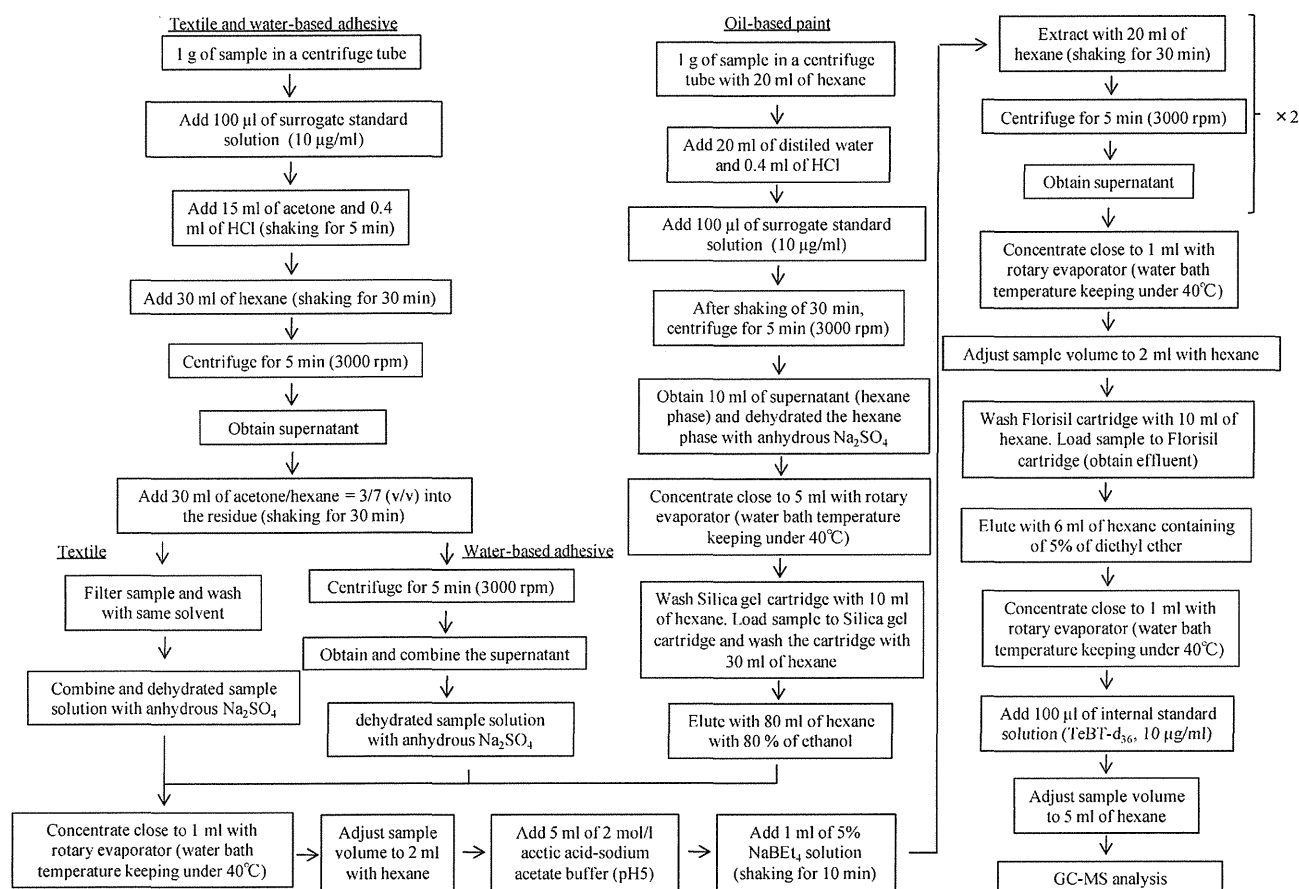 Textile and water-based adhesive
1 g of sample in a centrifuge tube
Add 100 µl of surrogate standard
solution (10 µg/ml)
Add 15 ml of acetone and 0.4
ml of HCl (shaking for 5 min)
Add 30 ml of hexane (shaking for 30 min)
Centrifuge for 5 min (3000 rpm)
Obtain supernatant
Add 30 ml of acetone/hexane = 3/7 (v/v) into
the residue (shaking for 30 min)
Textile
Filter sample and wash
with same solvent
Combine and dehydrated sample
solution with anhydrous Na₂SO₄
Water-based adhesive
Centrifuge for 5 min (3000 rpm)
Obtain and combine the supernatant
dehydrated sample solution
with anhydrous Na₂SO₄
Oil-based paint
1 g of sample in a centrifuge
tube with 20 ml of hexane
Add 20 ml of distiled water
and 0.4 ml of HCl
Add 100 µl of surrogate standard
solution (10 µg/ml)
After shaking of 30 min,
centrifuge for 5 min (3000 rpm)
Obtain 10 ml of supernatant (hexane
phase) and dehydrated the hexane
phase with anhydrous Na₂SO₄
Concentrate close to 5 ml with rotary
evaporator (water bath temperature
keeping under 40℃)
Wash Silica gel cartridge with 10 ml
of hexane. Load sample to Silica gel
cartridge and wash the cartridge with
30 ml of hexane
Elute with 80 ml of hexane
with 80 % of ethanol
Concentrate close to 1 ml with
rotary evaporator (water bath
temperature keeping under 40℃)
Adjust sample
volume to 2 ml
with hexane
Add 5 ml of 2 mol/l
acetic acid-sodium
acetate buffer (pH5)
Add 1 ml of 5%
NaBEt₄ solution
(shaking for 10 min)
Extract with 20 ml of
hexane (shaking for 30 min)
Centrifuge for 5 min (3000 rpm)
Obtain supernatant
×2
Concentrate close to 1 ml with
rotary evaporator (water bath
temperature keeping under 40℃)
Adjust sample volume to 2 ml with hexane
Wash Florisil cartridge with 10 ml of
hexane. Load sample to Florisil
cartridge (obtain effluent)
Elute with 6 ml of hexane containing
of 5% of diethyl ether
Concentrate close to 1 ml with
rotary evaporator (water bath
temperature keeping under 40℃)
Add 100 µl of internal standard
solution (TeBT-d₃₆, 10 µg/ml)
Adjust sample volume
to 5 ml of hexane
GC-MS analysis